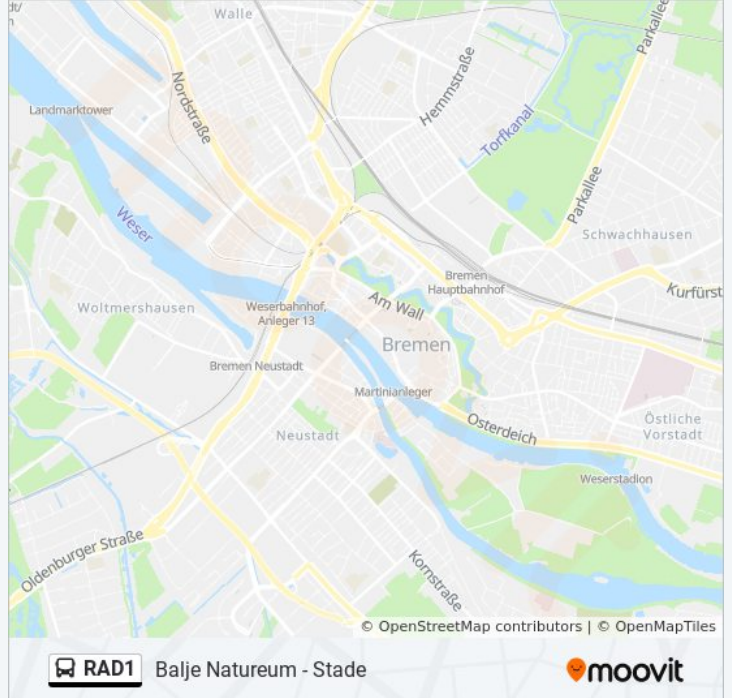 dt/
Walle
Parkallee
Hemmstraße
Nordstraße
Landmarktower
Torfkanal
Parkallee
Weser
Schwachhausen
Bremen
Hauptbahnhof
Kurfürst
Woltmershausen
Weserbahnhof,
Anleger 13
Am Wall
Bremen
Bremen Neustadt
Martinianleger
Osterdeich
Östliche
Vorstadt
Neustadt
Weserstadion
Oldenburger Straße
Kornstraße
© OpenStreetMap contributors | © OpenMapTiles
RAD1 Balje Natureum - Stade
moovit